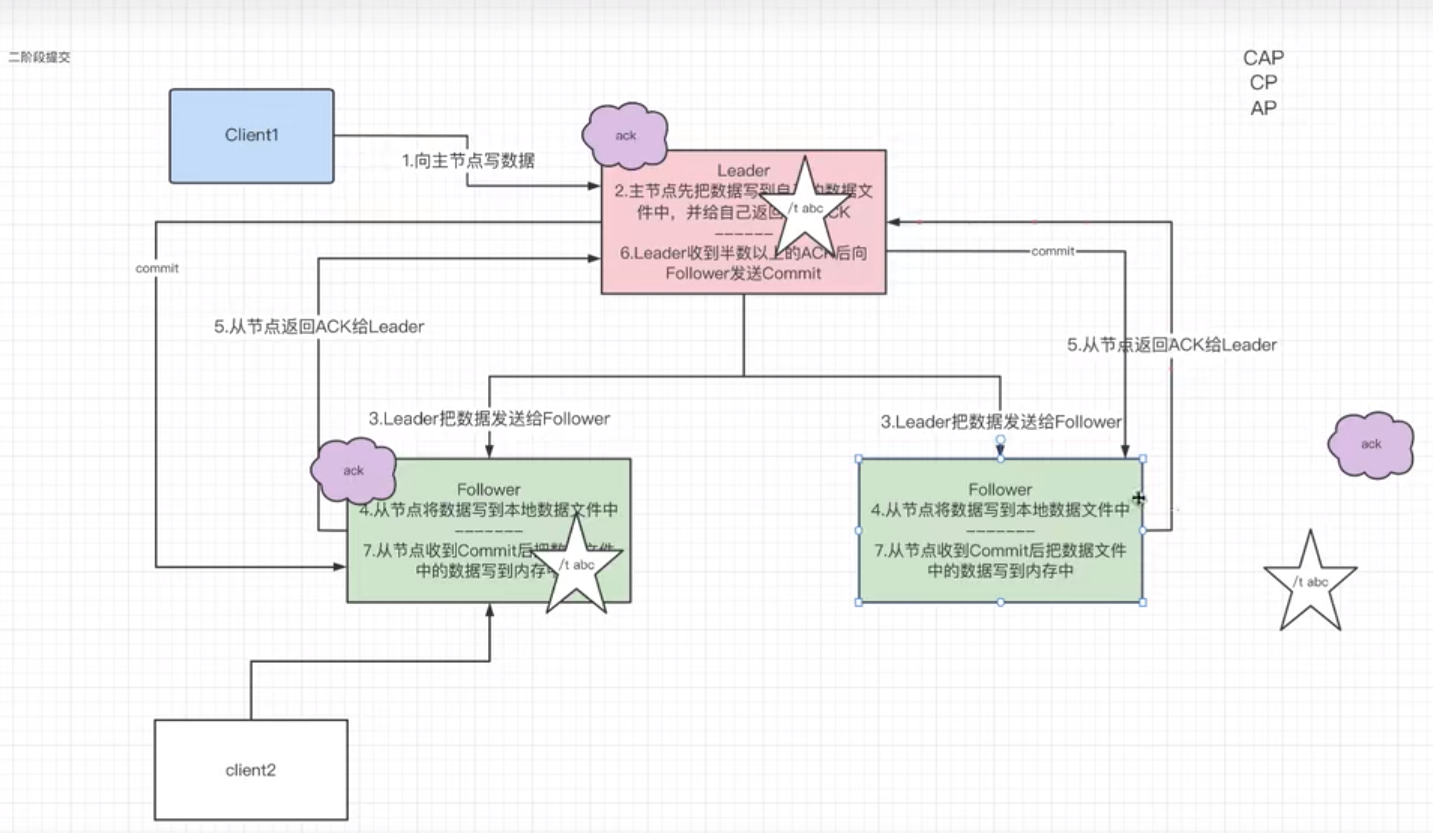 二阶段提交
CAP
CP
AP
Client1
ack
1.向主节点写数据
Leader
2.主节点先把数据写到自 的数据文
件中，并给自己返回 CK
/t abc
------
6.Leader收到半数以上的ACK后向
Follower发送Commit
commit
commit
5.从节点返回ACK给Leader
5.从节点返回ACK给Leader
3.Leader把数据发送给Follower
3.Leader把数据发送给Follower
ack
ack
Follower
4.从节点将数据写到本地数据文件中
-------
7.从节点收到Commit后把数据文件
中的数据写到内存中
/t abc
Follower
4.从节点将数据写到本地数据文件中
-------
7.从节点收到Commit后把数据文件
中的数据写到内存中
/t abc
client2